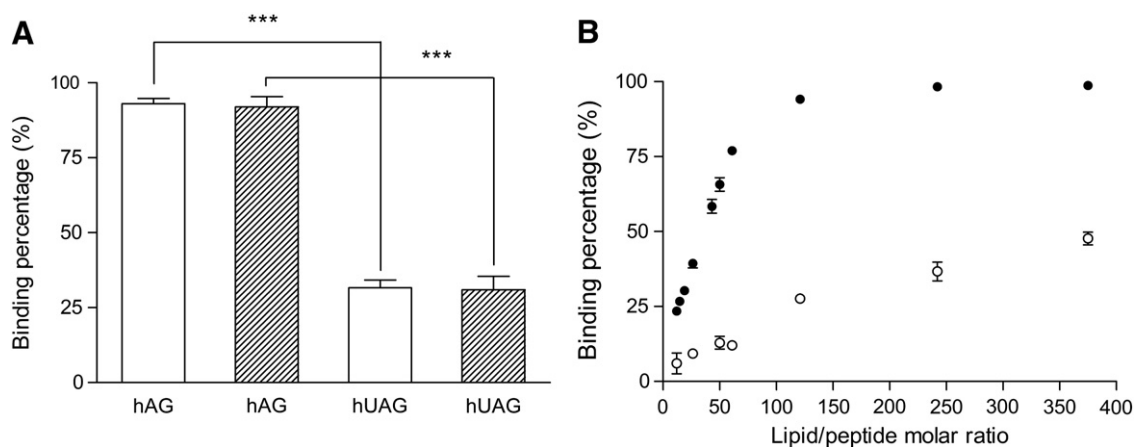 A
***
***
Binding percentage (%)
100
75
50
25
0
hAG
hAG
hUAG
hUAG
B
Binding percentage (%)
100
75
50
25
0
0
50
100
150
200
250
300
350
400
Lipid/peptide molar ratio